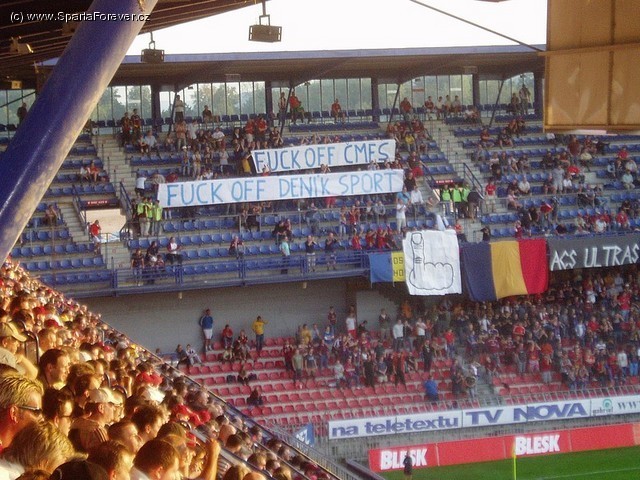 (c) www.SpartaForever.cz
FUCK OFF CMFS
FUCK OFF DENIK SPORT
ACS ULTRAS
na teletextu TV NOVA
BLESK
BLESK